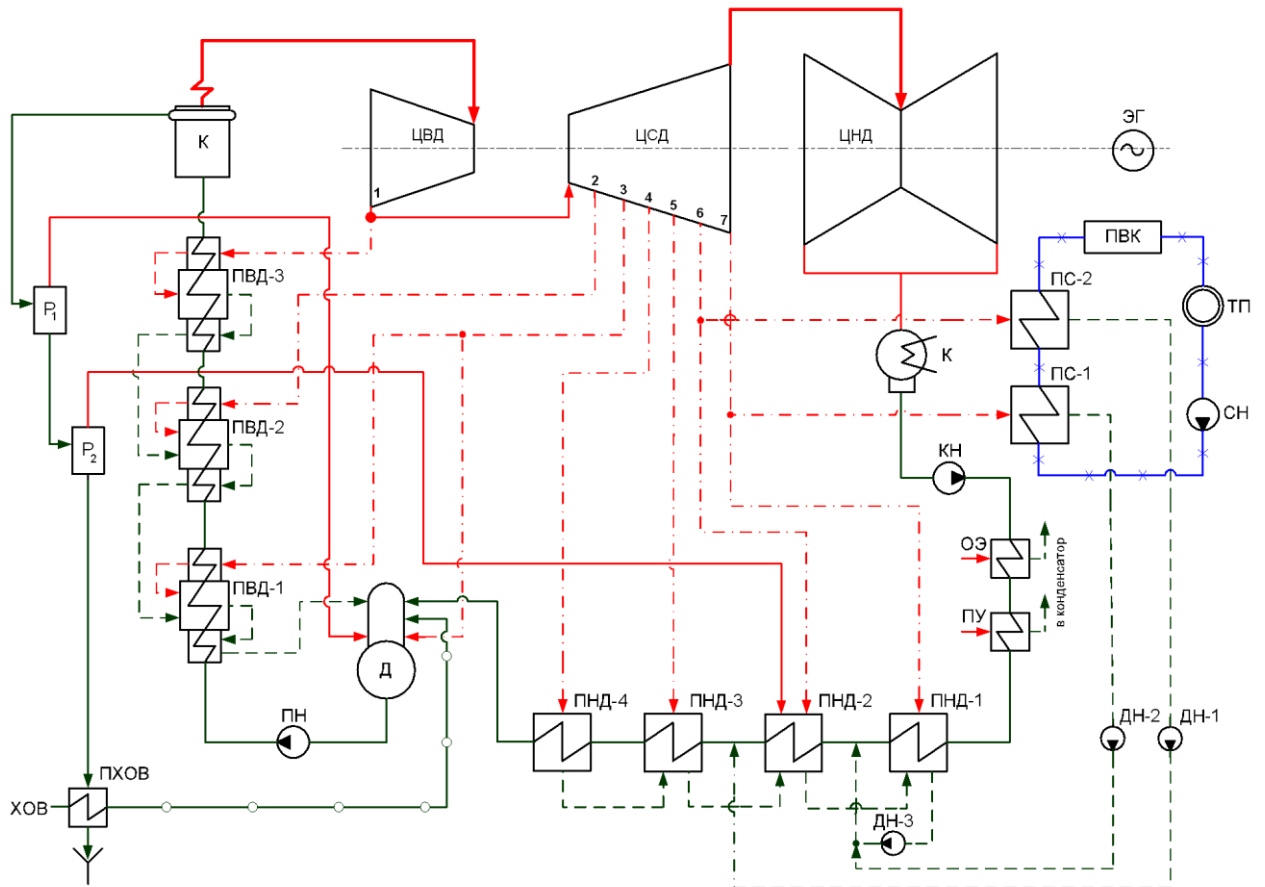 ЭГ
К
ЦВД
ЦСД
ЦНД
1
2
3
4
5
6
7
ПВК
ПВД-3
ПС-2
ТП
Р1
К
ПС-1
СН
ПВД-2
Р2
КН
ОЭ
ПВД-1
ПУ
в конденсатор
Д
ПН
ПНД-4
ПНД-3
ПНД-2
ПНД-1
ДН-2
ДН-1
ПХОВ
ХОВ
ДН-3